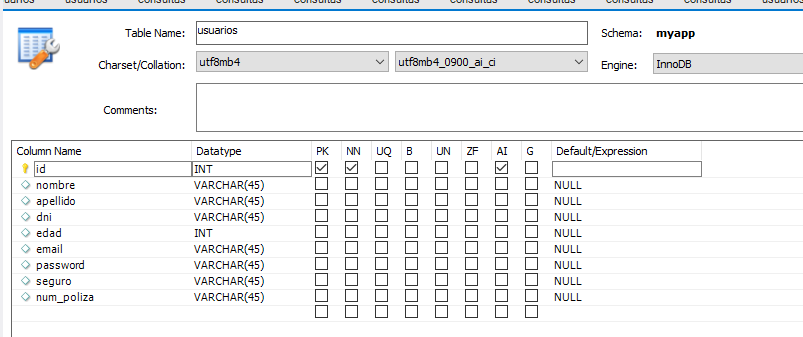 usuarios usuarios consultas consultas consultas consultas consultas consultas consultas consultas usuarios
Table Name: usuarios Schema: myapp
Charset/Collation: utf8mb4 utf8mb4_0900_ai_ci Engine: InnoDB
Comments:
Column Name Datatype PK NN UQ B UN ZF AI G Default/Expression
id INT
nombre VARCHAR(45) NULL
apellido VARCHAR(45) NULL
dni VARCHAR(45) NULL
edad INT NULL
email VARCHAR(45) NULL
password VARCHAR(45) NULL
seguro VARCHAR(45) NULL
num_poliza VARCHAR(45) NULL